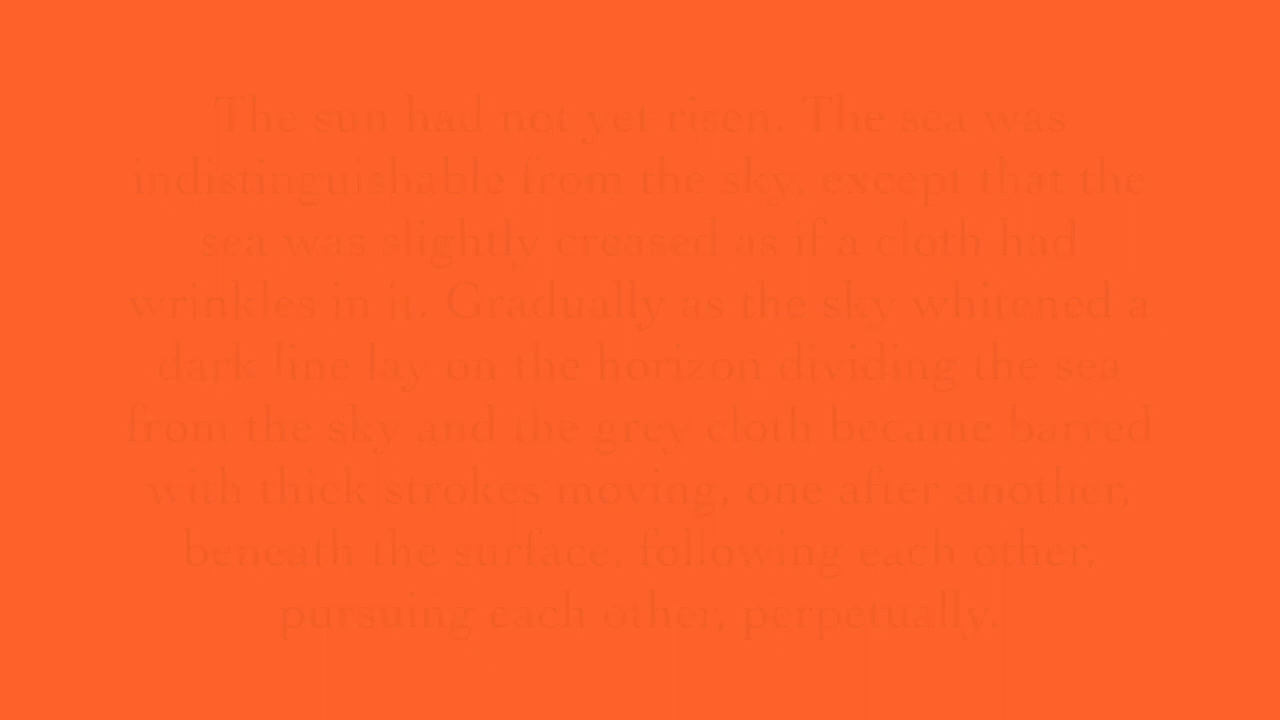 The sun had not yet risen. The sea was
indistinguishable from the sky, except that the
sea was slightly creased as if a cloth had
wrinkles in it. Gradually as the sky whitened a
dark line lay on the horizon dividing the sea
from the sky and the grey cloth became barred
with thick strokes moving, one after another,
beneath the surface, following each other,
pursuing each other, perpetually.